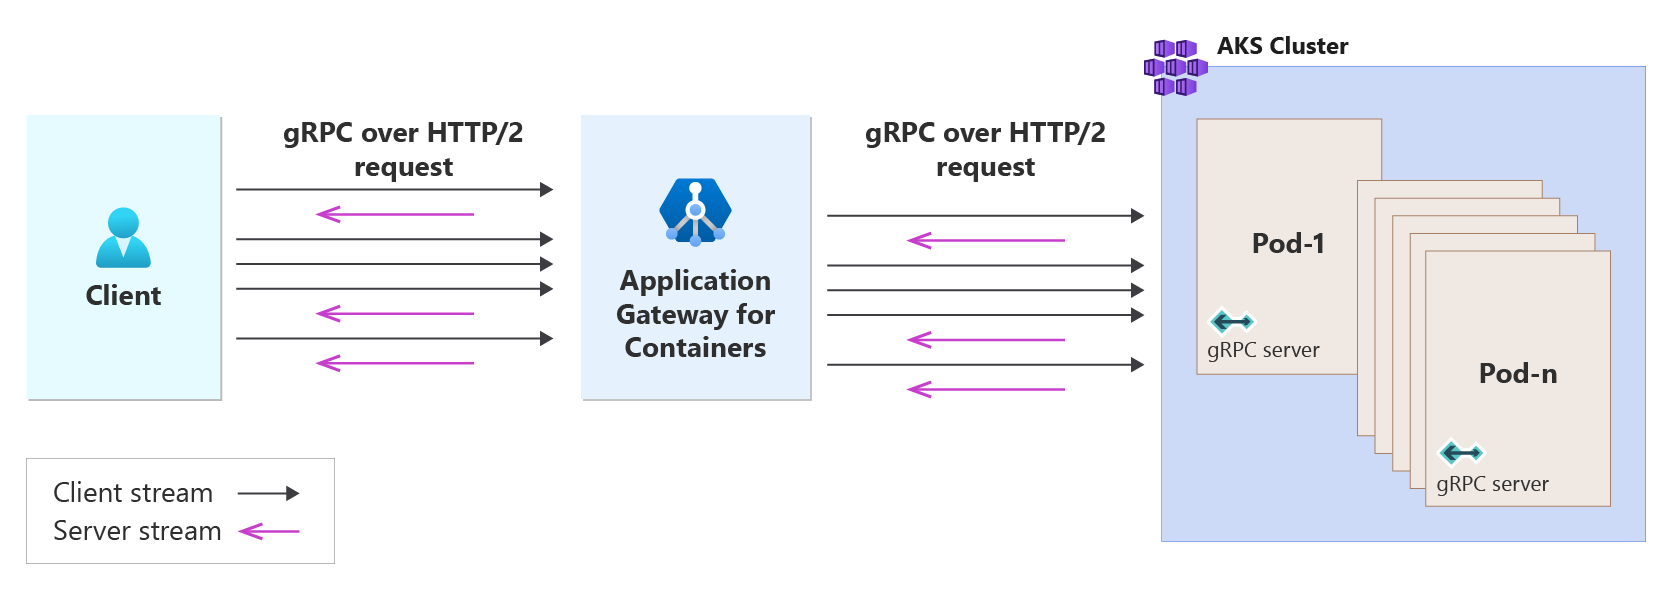 AKS Cluster
gRPC over HTTP/2
request
gRPC over HTTP/2
request
Client
Application
Gateway for
Containers
Pod-1
gRPC server
Pod-n
gRPC server
Client stream
Server stream